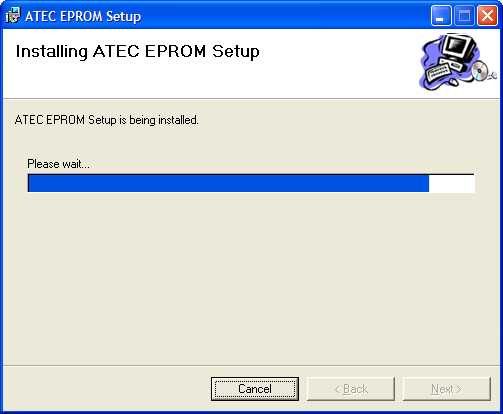 ATEC EPROM Setup
Installing ATEC EPROM Setup
ATEC EPROM Setup is being installed.
Please wait...
Cancel
< Back
Next >